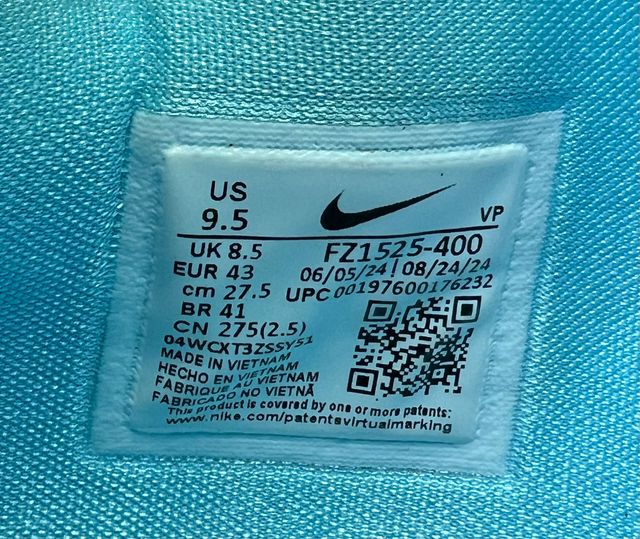 US
9.5
VP
UK 8.5
EUR 43
cm 27.5
BR 41
CN 275(2.5)
FZ1525-400
06/05/24 | 08/24/24
UPC 00197600176232
04WCXT3ZSSY51
MADE IN VIETNAM
HECHO EN VIETNAM
FABRIQUE AU VIETNAM
FABRICADO NO VIETNÃ
This product is covered by one or more patents:
www.nike.com/patentsvirtualmarking